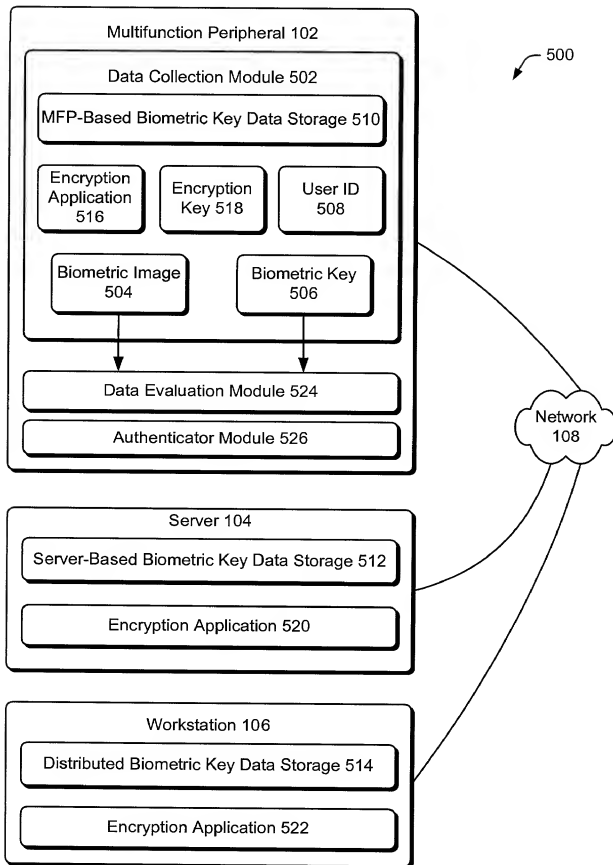 Multifunction Peripheral 102
500
Data Collection Module 502
MFP-Based Biometric Key Data Storage 510
Encryption
Application
516
Encryption
Key 518
User ID
508
Biometric Image
504
Biometric Key
506
Data Evaluation Module 524
Authenticator Module 526
Network
108
Server 104
Server-Based Biometric Key Data Storage 512
Encryption Application 520
Workstation 106
Distributed Biometric Key Data Storage 514
Encryption Application 522